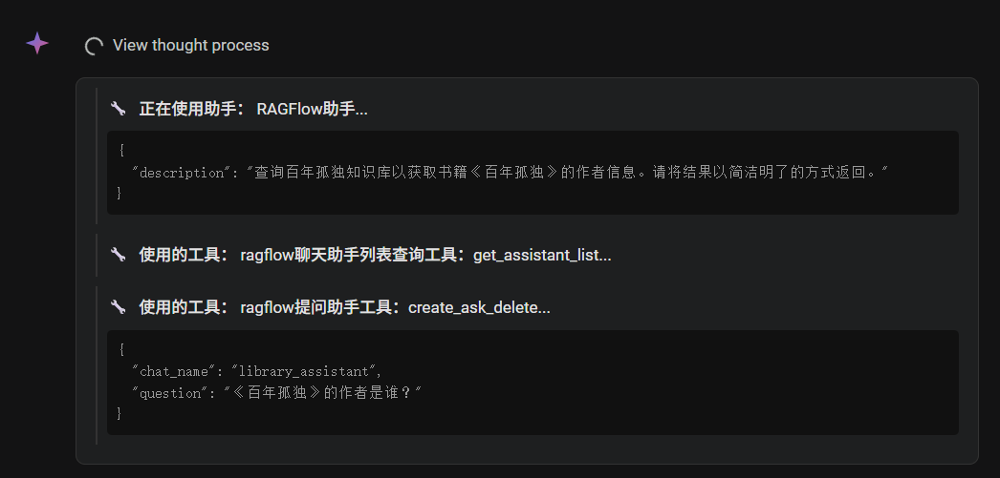 View thought process
正在使用助手： RAGFlow助手...
{
"description": "查询百年孤独知识库以获取书籍《百年孤独》的作者信息。请将结果以简洁明了的方式返回。"
}
使用的工具： ragflow聊天助手列表查询工具：get_assistant_list...
使用的工具： ragflow提问助手工具：create_ask_delete...
{
"chat_name": "library_assistant",
"question": "《百年孤独》的作者是谁？"
}